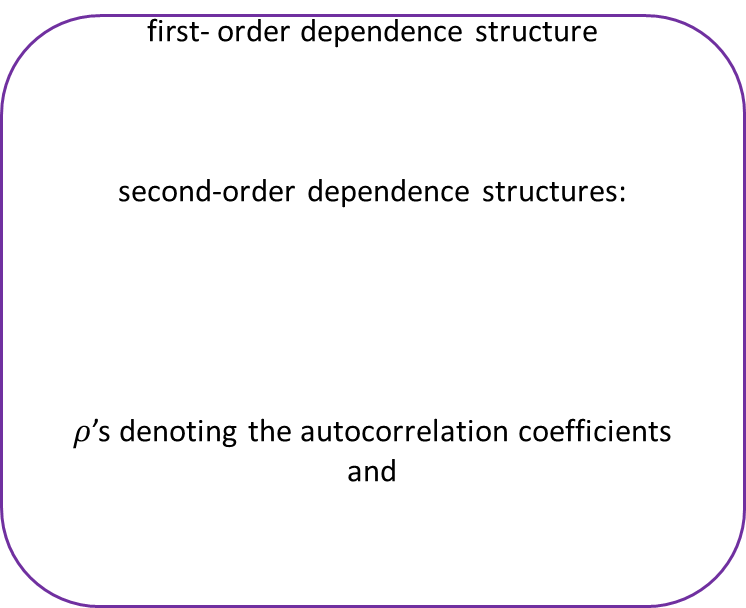 first- order dependence structure
second-order dependence structures:
𝜌’s denoting the autocorrelation coefficients
and